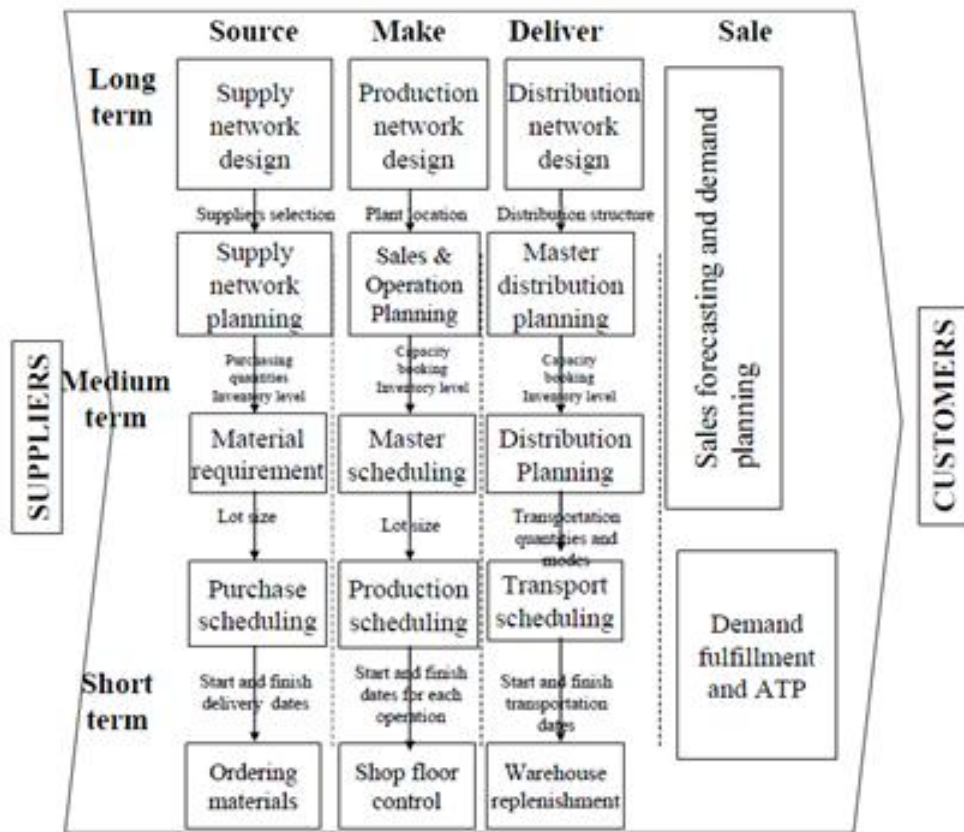 Source
Make
Deliver
Sale
Long
term
Supply
network
design
Production
network
design
Distribution
network
design
Sales forecasting and demand
planning
Suppliers selection
Plant location
Distribution structure
Supply
network
planning
Sales &
Operation
Planning
Master
distribution
planning
SUPPLIERS
Medium
term
Purchasing
quantities
Inventory level
Capacity
booking
Inventory level
Capacity
booking
Inventory level
CUSTOMERS
Material
requirement
Master
scheduling
Distribution
Planning
Lot size
Lot size
Transportation
quantities and
modes
Purchase
scheduling
Production
scheduling
Transport
scheduling
Demand
fulfillment
and ATP
Short
term
Start and finish
delivery dates
Start and finish
dates for each
operation
Start and finish
transportation
dates
Ordering
materials
Shop floor
control
Warehouse
replenishment